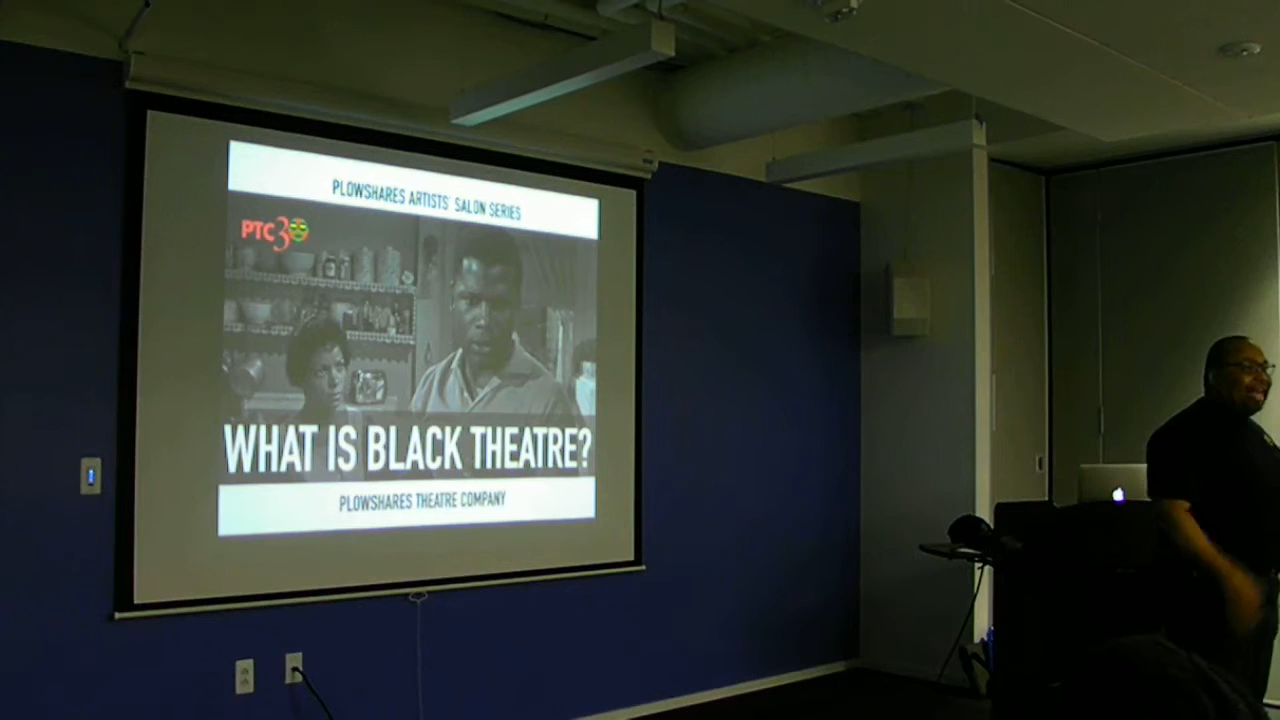 PLOWSHARES ARTISTS' SALON SERIES
PTC30
WHAT IS BLACK THEATRE?
PLOWSHARES THEATRE COMPANY